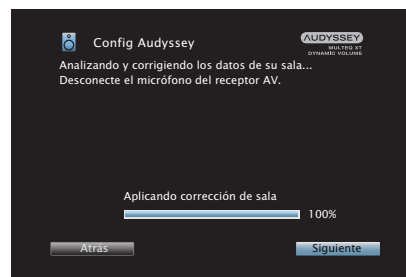 Config Audyssey
AUDYSSEY
MULTEQ XT
DYNAMIC VOLUME
Analizando y corrigiendo los datos de su sala...
Desconecte el micrófono del receptor AV.
Aplicando corrección de sala
100%
Atrás
Siguiente